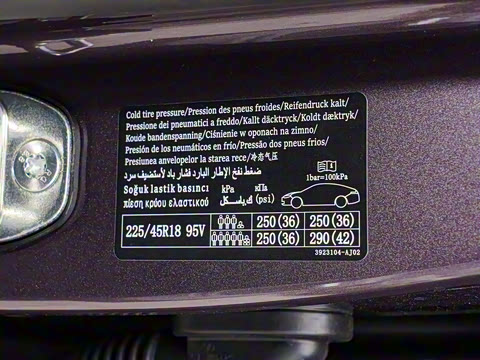 Cold tire pressure/Pression des pneus froides/Reifendruck kalt/
Pressione dei pneumatici a freddo/Kallt däcktryck/Koldt dæktryk/
Koude bandenspanning/Ciśnienie w oponach na zimno/
Presión de los neumáticos en frío/Pressão dos pneus frios/
Presiunea anvelopelor la starea rece/冷态气压
ضغط نفخ الإطار البارد فشار باد لاستيف سرد
Soğuk lastik basıncı kPa кПа
πίεση κρύου ελαστικού ك پاسكال (psi)
1bar=100kPa
225/45R18 95V 250 (36) 250 (36)
250 (36) 290 (42)
3923104-AJ02